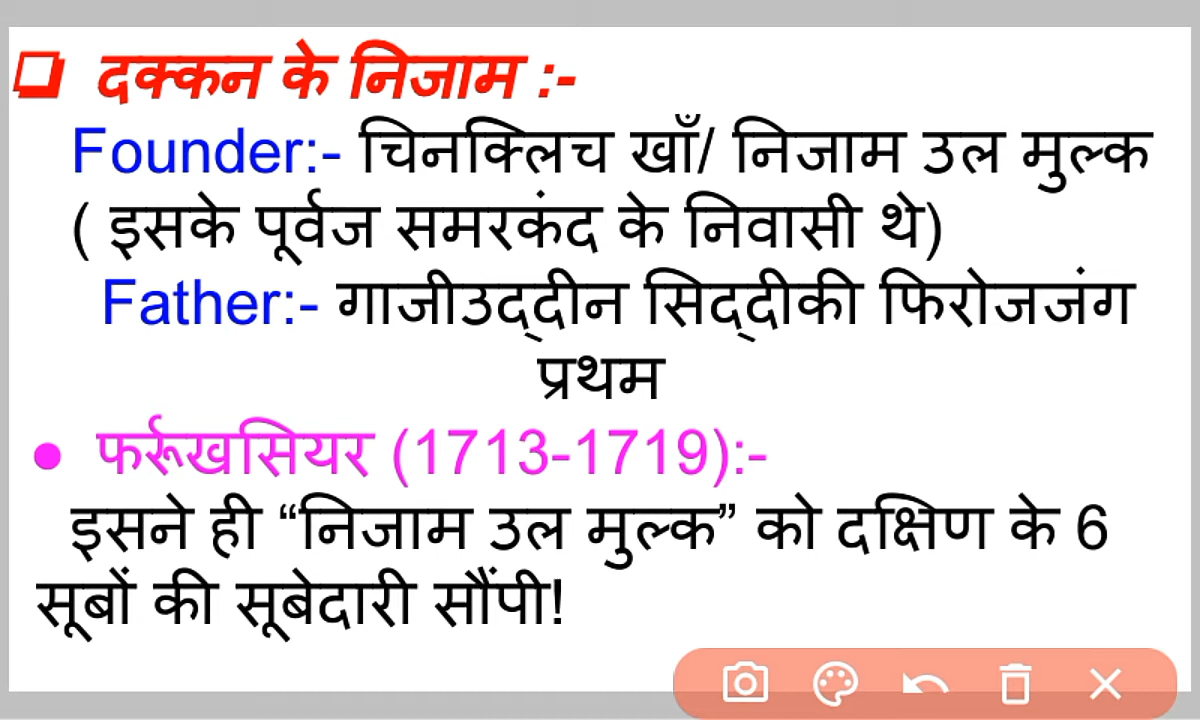 ❑ दक्कन के निजाम :-
Founder:- चिनक्लिच खाँ/ निजाम उल मुल्क
( इसके पूर्वज समरकंद के निवासी थे)
Father:- गाजीउद्दीन सिद्दीकी फिरोजजंग
प्रथम
● फर्रूखसियर (1713-1719):-
इसने ही “निजाम उल मुल्क” को दक्षिण के 6
सूबों की सूबेदारी सौंपी!